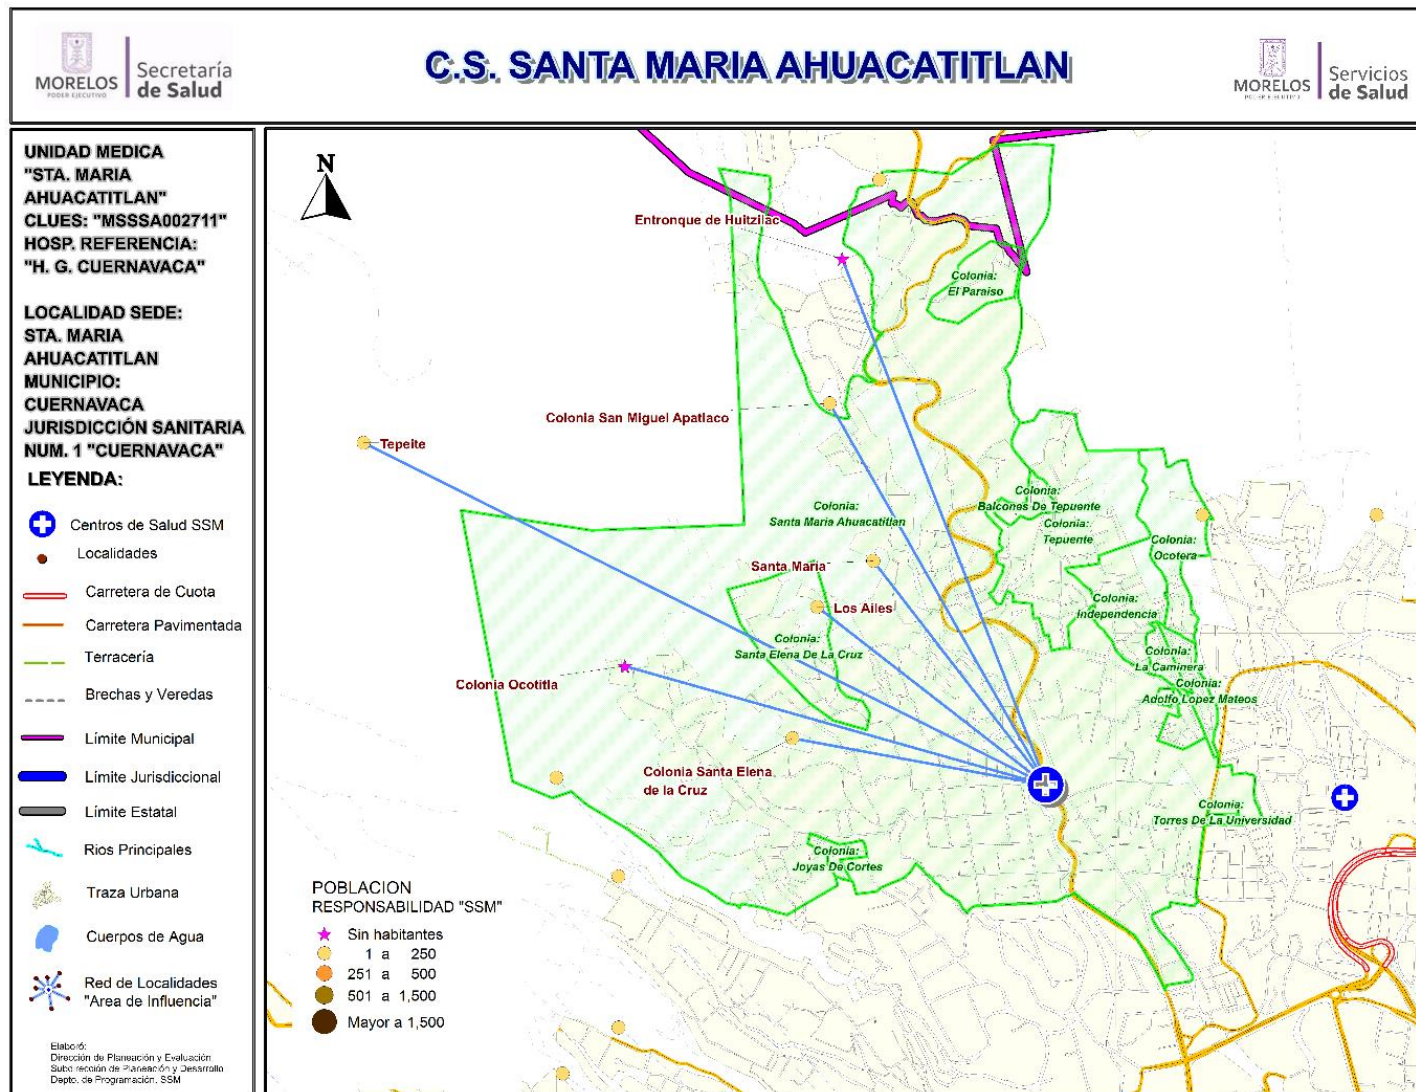 MORELOS
PODER EJECUTIVO
Secretaría
de Salud
C.S. SANTA MARIA AHUACATITLAN
MORELOS
PODER EJECUTIVO
Servicios
de Salud
UNIDAD MEDICA
"STA. MARIA
AHUACATITLAN"
CLUES: "MSSSA002711"
HOSP. REFERENCIA:
"H. G. CUERNAVACA"
LOCALIDAD SEDE:
STA. MARIA
AHUACATITLAN
MUNICIPIO:
CUERNAVACA
JURISDICCIÓN SANITARIA
NUM. 1 "CUERNAVACA"
LEYENDA:
Centros de Salud SSM
Localidades
Carretera de Cuota
Carretera Pavimentada
Terracería
Brechas y Veredas
Límite Municipal
Límite Jurisdiccional
Límite Estatal
Rios Principales
Traza Urbana
Cuerpos de Agua
Red de Localidades
"Area de Influencia"
Elaboró:
Dirección de Planeación y Evaluación
Subdirección de Planeación y Desarrollo
Depto. de Programación. SSM
N
Entronque de Huitzilac
Colonia:
El Paraiso
Colonia San Miguel Apatlaco
Tepeite
Colonia:
Balcones De Tepuente
Colonia:
Santa Maria Ahuacatitlan
Colonia:
Tepuente
Colonia:
Ocotera
Santa Maria
Los Ailes
Colonia:
Independencia
Colonia:
Santa Elena De La Cruz
Colonia:
La Caminera
Colonia:
Adolfo Lopez Mateos
Colonia Ocotitla
Colonia Santa Elena
de la Cruz
Colonia:
Torres De La Universidad
Colonia:
Joyas De Cortes
POBLACION
RESPONSABILIDAD "SSM"
Sin habitantes
1 a 250
251 a 500
501 a 1,500
Mayor a 1,500